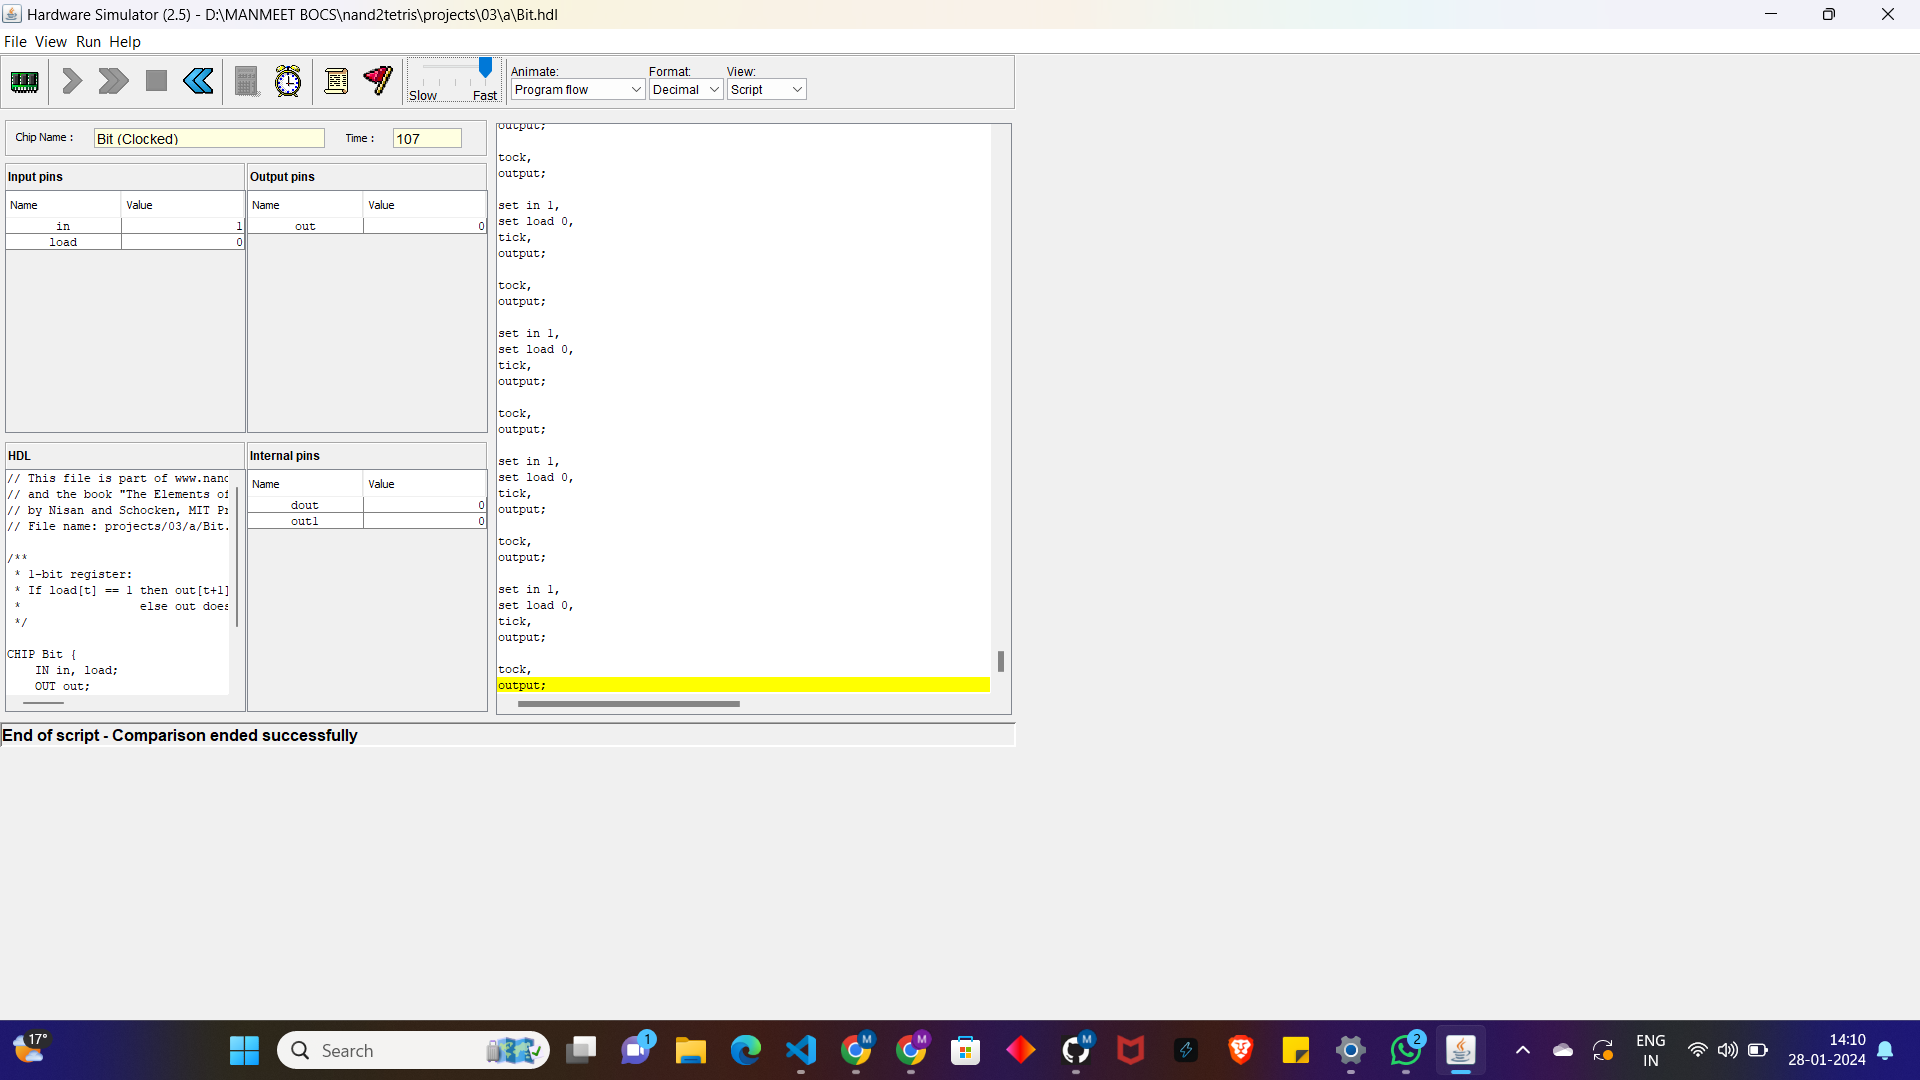 Hardware Simulator (2.5) - D:\MANMEET BOCS\nand2tetris\projects\03\a\Bit.hdl
File View Run Help
Slow Fast
Animate:
Program flow
Format:
Decimal
View:
Script
Chip Name :
Bit (Clocked)
Time :
107
Input pins
Name Value
in 1
load 0
Output pins
Name Value
out 0
HDL
// This file is part of www.nand
// and the book "The Elements of
// by Nisan and Schocken, MIT Pr
// File name: projects/03/a/Bit.
/**
* 1-bit register:
* If load[t] == 1 then out[t+1]
* else out does
*/
CHIP Bit {
IN in, load;
OUT out;
Internal pins
Name Value
dout 0
out1 0
output;
tock,
output;
set in 1,
set load 0,
tick,
output;
tock,
output;
set in 1,
set load 0,
tick,
output;
tock,
output;
set in 1,
set load 0,
tick,
output;
tock,
output;
set in 1,
set load 0,
tick,
output;
tock,
output;
End of script - Comparison ended successfully
17°
Search
1
M
M
M
2
ENG
IN
14:10
28-01-2024